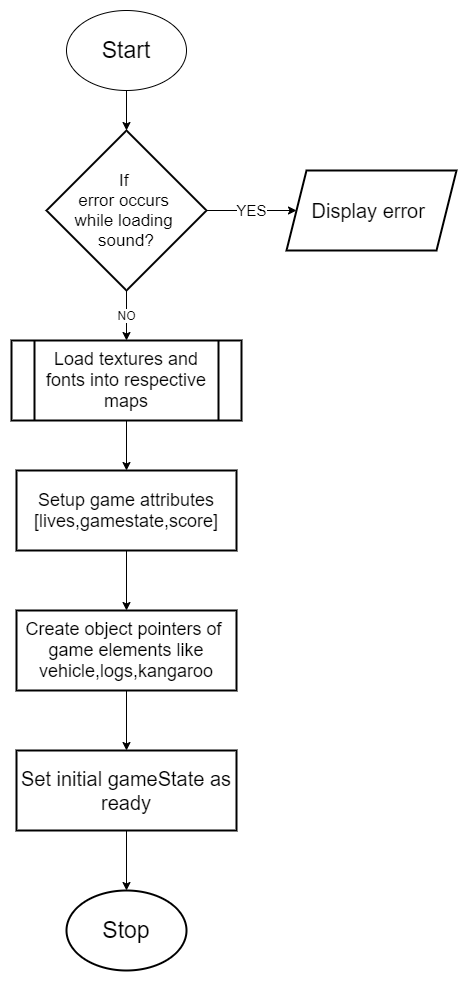 Start
If
error occurs
while loading
sound?
YES
Display error
NO
Load textures and
fonts into respective
maps
Setup game attributes
[lives,gamestate,score]
Create object pointers of
game elements like
vehicle,logs,kangaroo
Set initial gameState as
ready
Stop